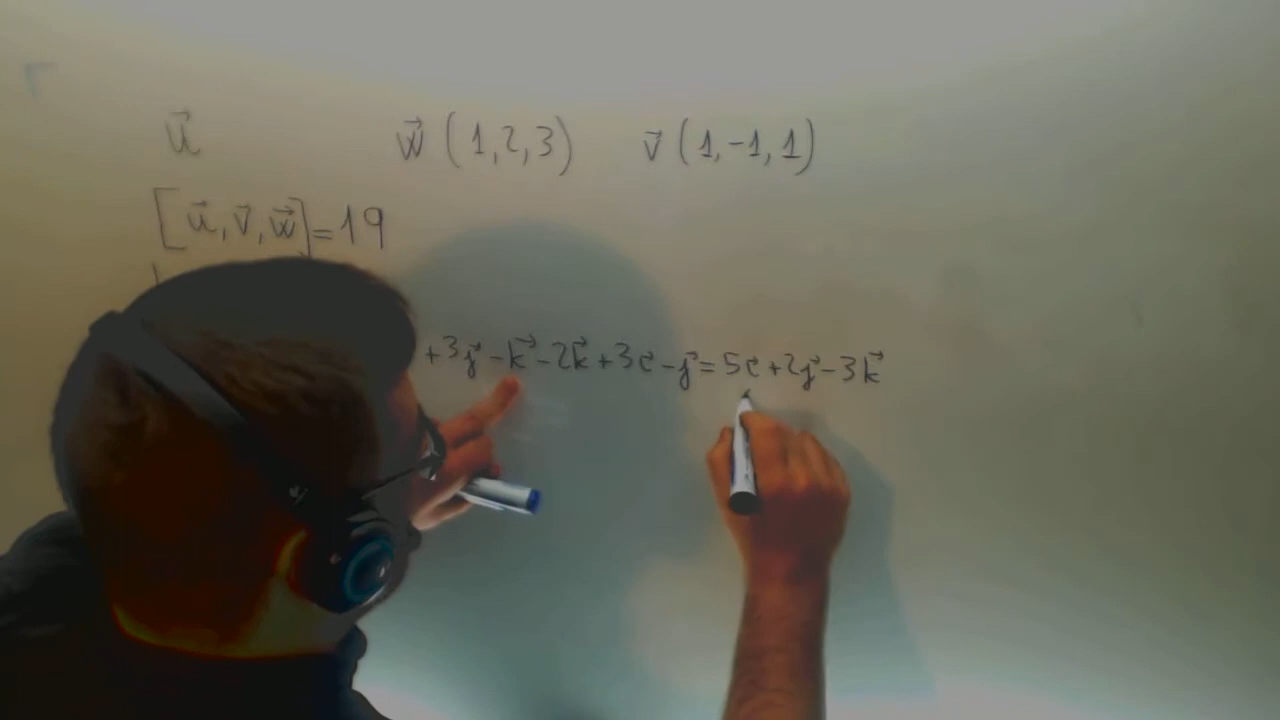 u⃗ w⃗ (1,2,3) v⃗ (1,-1,1)
[u⃗,v⃗,w⃗]=19
+3j⃗-k⃗-2k⃗+3i⃗-j⃗=5i⃗+2j⃗-3k⃗